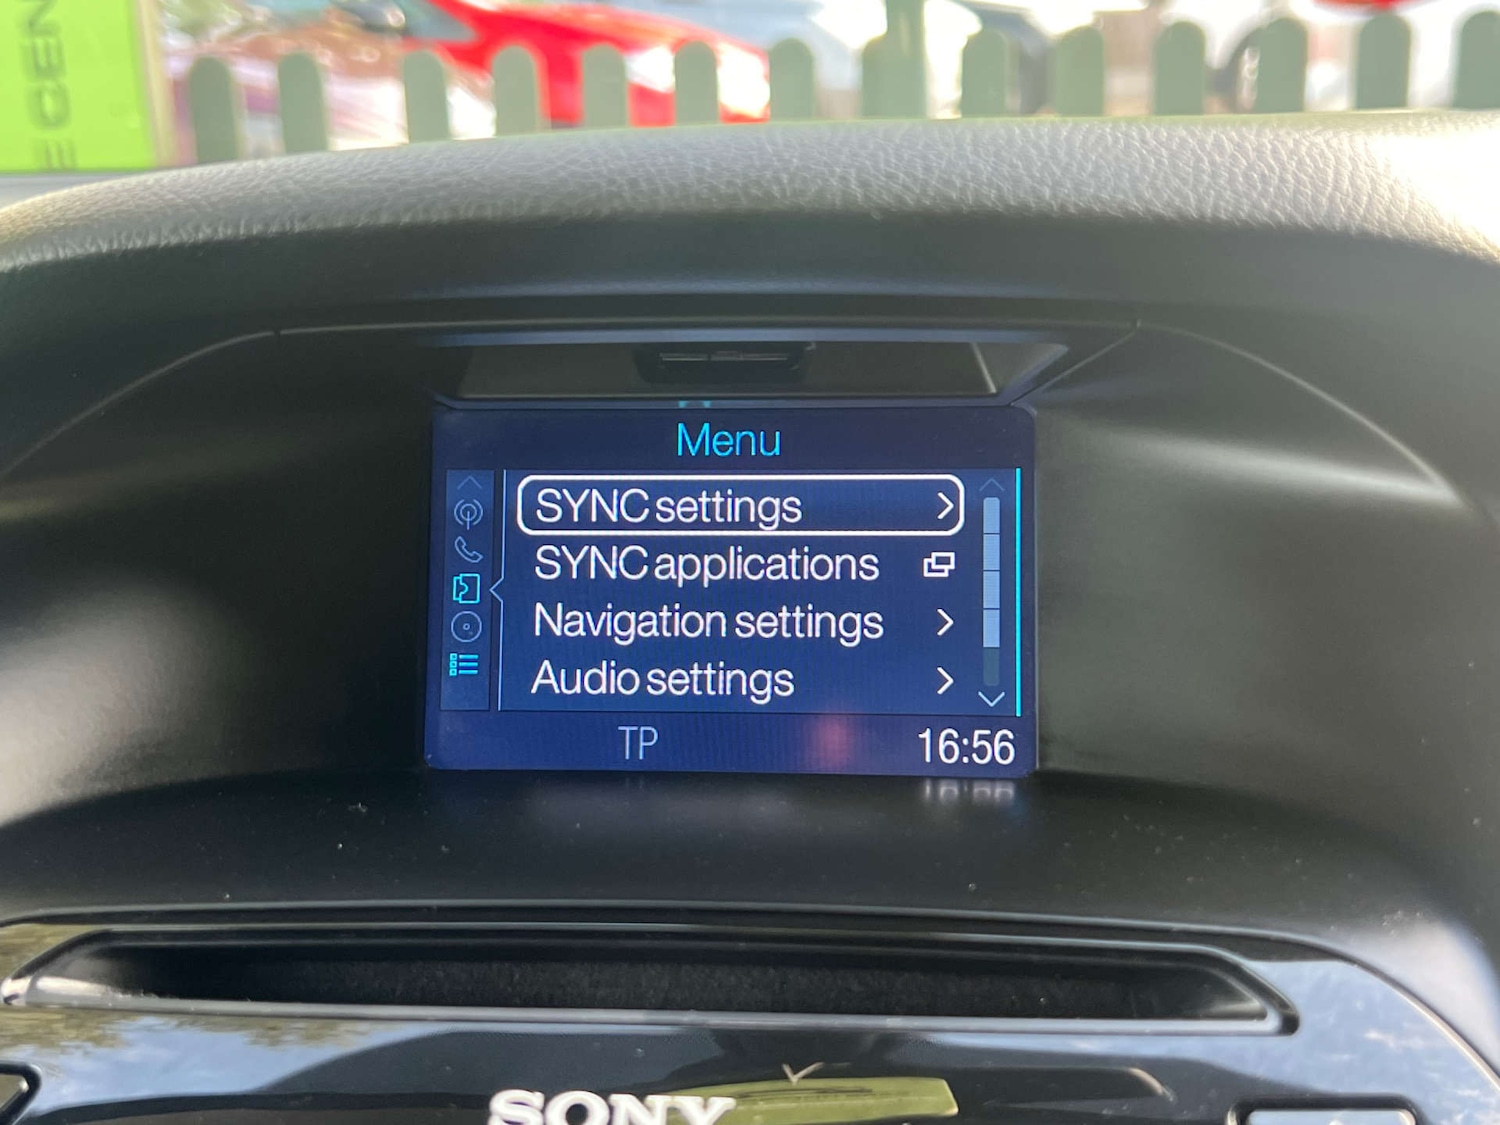 Menu
SYNC settings
SYNC applications
Navigation settings
Audio settings
TP
16:56
SONY